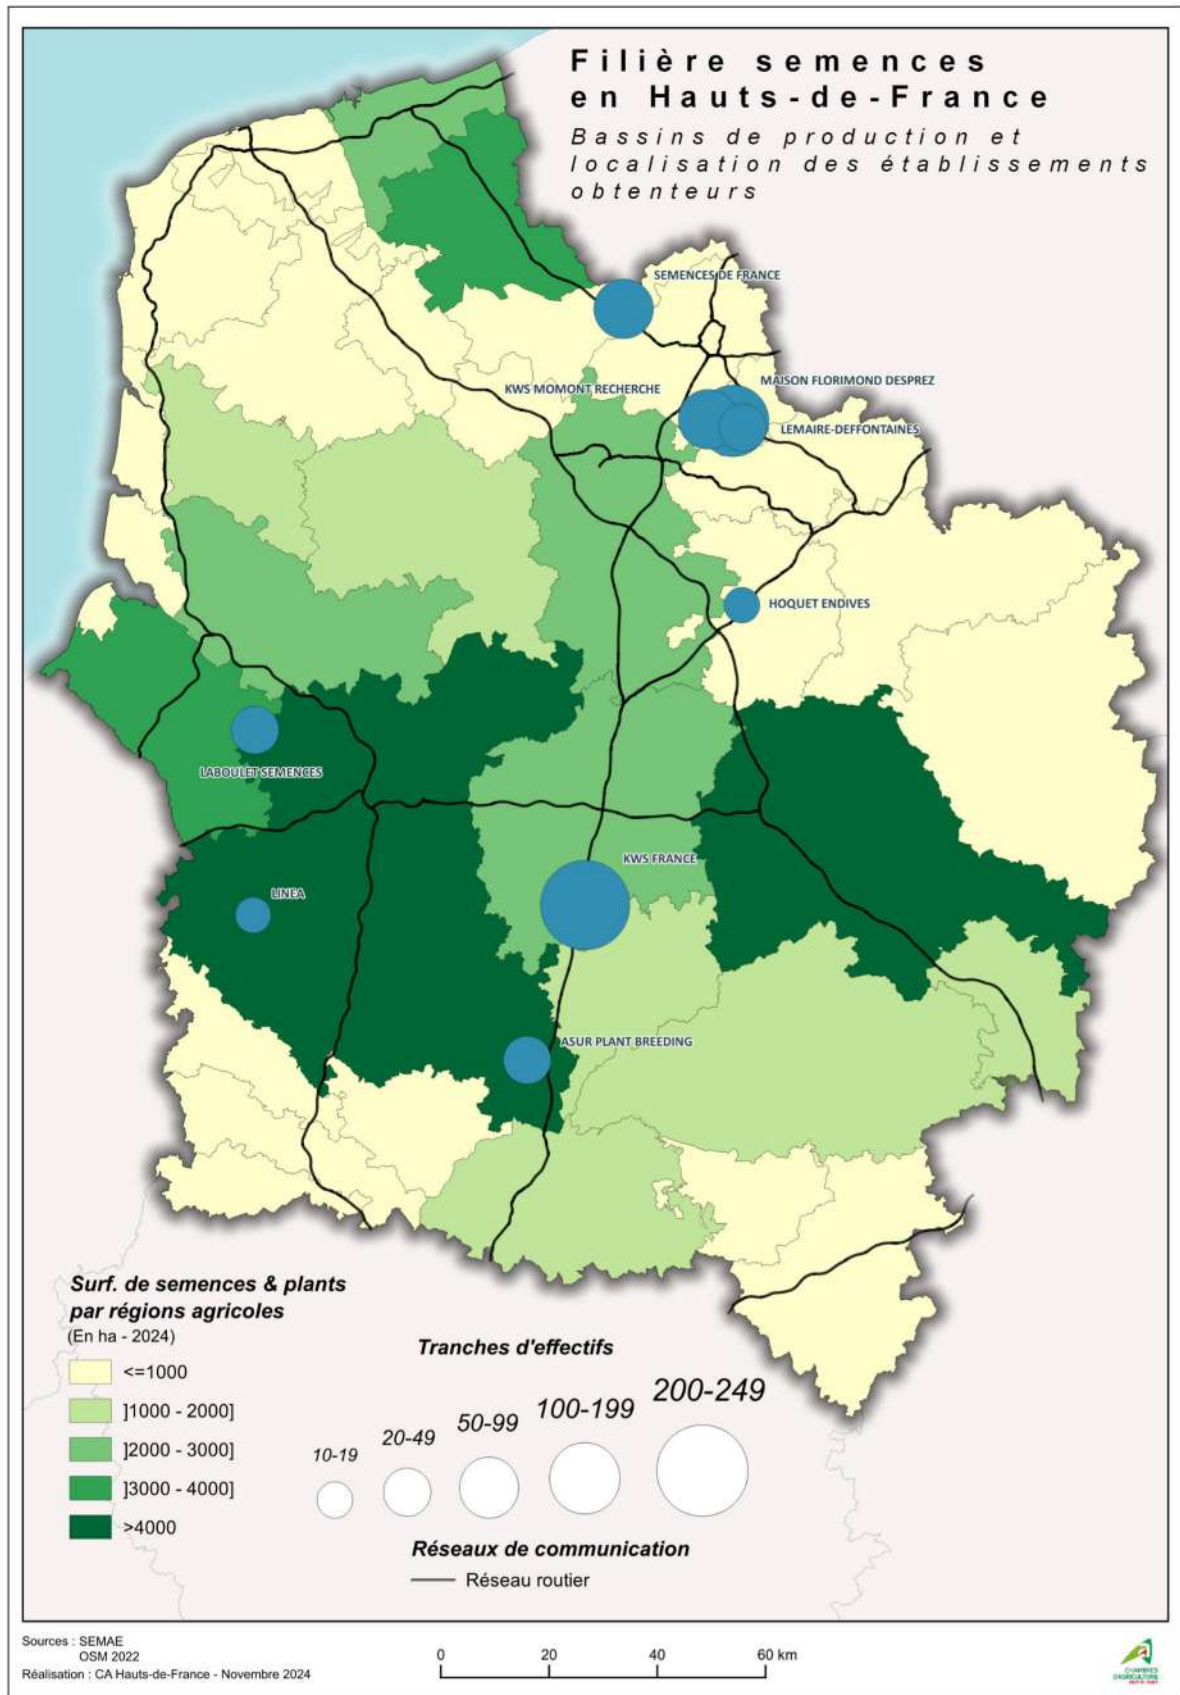 Filière semences
en Hauts-de-France
Bassins de production et
localisation des établissements
obtenteurs
SEMENCES DE FRANCE
KWS MOMONT RECHERCHE
MAISON FLORIMOND DESPREZ
LEMAIRE-DEFFONTAINES
HOQUET ENDIVES
LABOULET SEMENCES
KWS FRANCE
LINEA
ASUR PLANT BREEDING
Surf. de semences & plants
par régions agricoles
(En ha - 2024)
<=1000
]1000 - 2000]
]2000 - 3000]
]3000 - 4000]
>4000
Tranches d'effectifs
10-19
20-49
50-99
100-199
200-249
Réseaux de communication
Réseau routier
Sources : SEMAE
OSM 2022
Réalisation : CA Hauts-de-France - Novembre 2024
0 20 40 60 km
CHAMBRES
D'AGRICULTURE